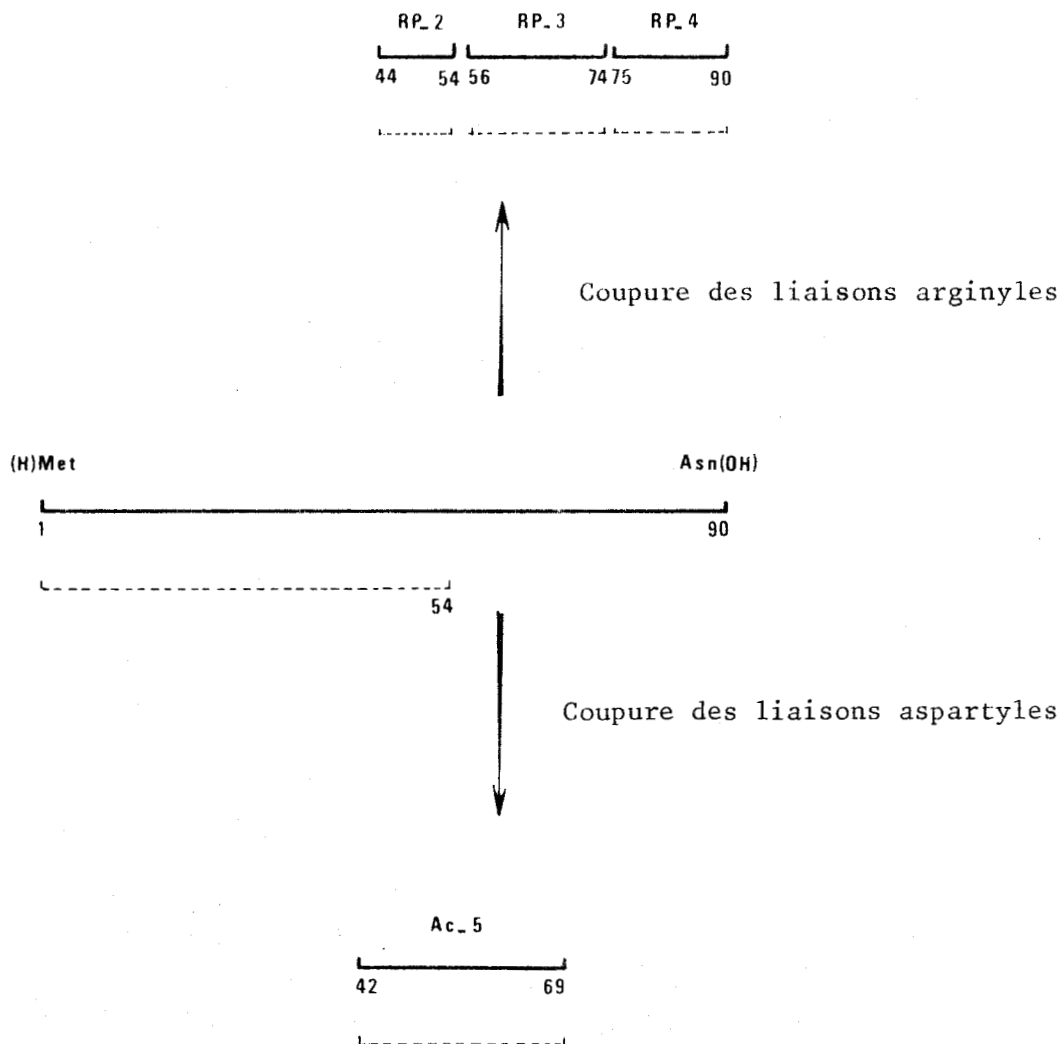 RP_2 RP_3 RP_4
44 54 56 74 75 90
Coupure des liaisons arginyles
(H)Met Asn(OH)
1 90
54
Coupure des liaisons aspartyles
Ac_5
42 69